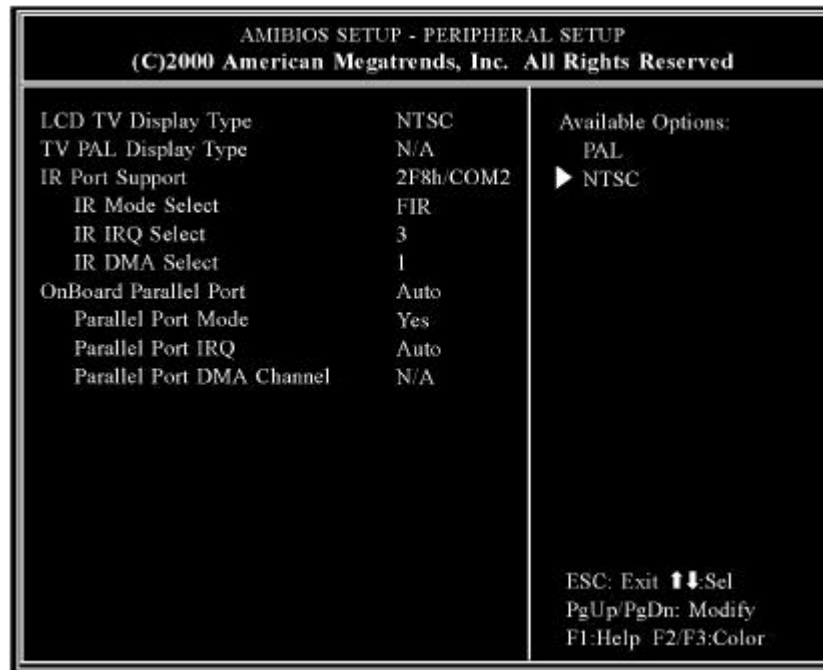 AMIBIOS SETUP - PERIPHERAL SETUP
(C)2000 American Megatrends, Inc. All Rights Reserved
LCD TV Display Type NTSC
TV PAL Display Type N/A
IR Port Support 2F8h/COM2
IR Mode Select FIR
IR IRQ Select 3
IR DMA Select 1
OnBoard Parallel Port Auto
Parallel Port Mode Yes
Parallel Port IRQ Auto
Parallel Port DMA Channel N/A
Available Options:
PAL
▶ NTSC
ESC: Exit ⬆⬇:Sel
PgUp/PgDn: Modify
F1:Help F2/F3:Color